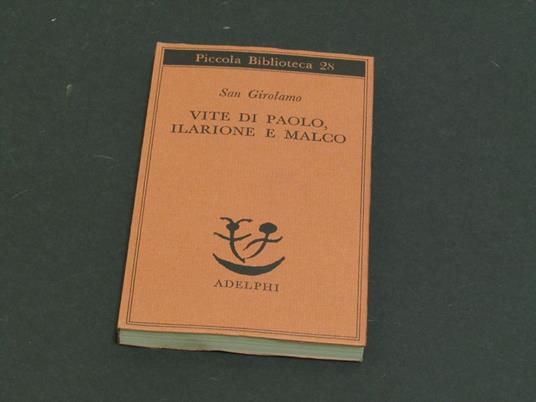 Piccola Biblioteca 28
San Girolamo
VITE DI PAOLO,
ILARIONE E MALCO
ADELPHI